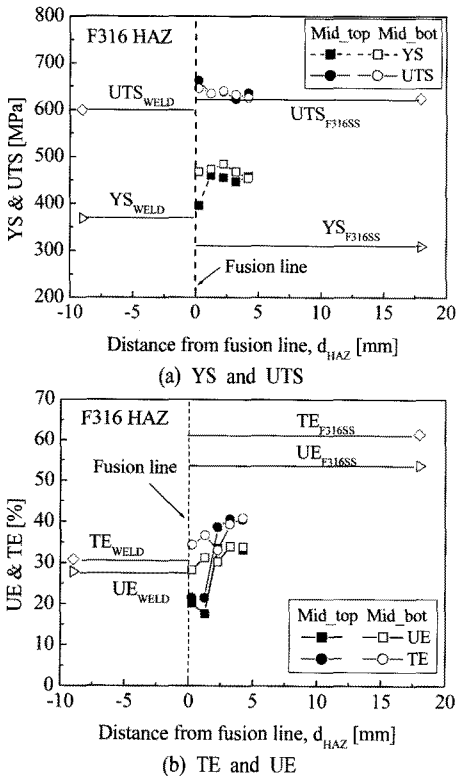 F316 HAZ
Mid_top Mid_bot
YS
UTS
UTS_WELD
UTS_F316SS
YS_WELD
YS_F316SS
Fusion line
YS & UTS [MPa]
800
700
600
500
400
300
200
-10 -5 0 5 10 15 20
Distance from fusion line, d_HAZ [mm]
(a) YS and UTS
F316 HAZ
TE_F316SS
UE_F316SS
Fusion line
TE_WELD
UE_WELD
Mid_top Mid_bot
UE
TE
UE & TE [%]
70
60
50
40
30
20
10
0
-10 -5 0 5 10 15 20
Distance from fusion line, d_HAZ [mm]
(b) TE and UE